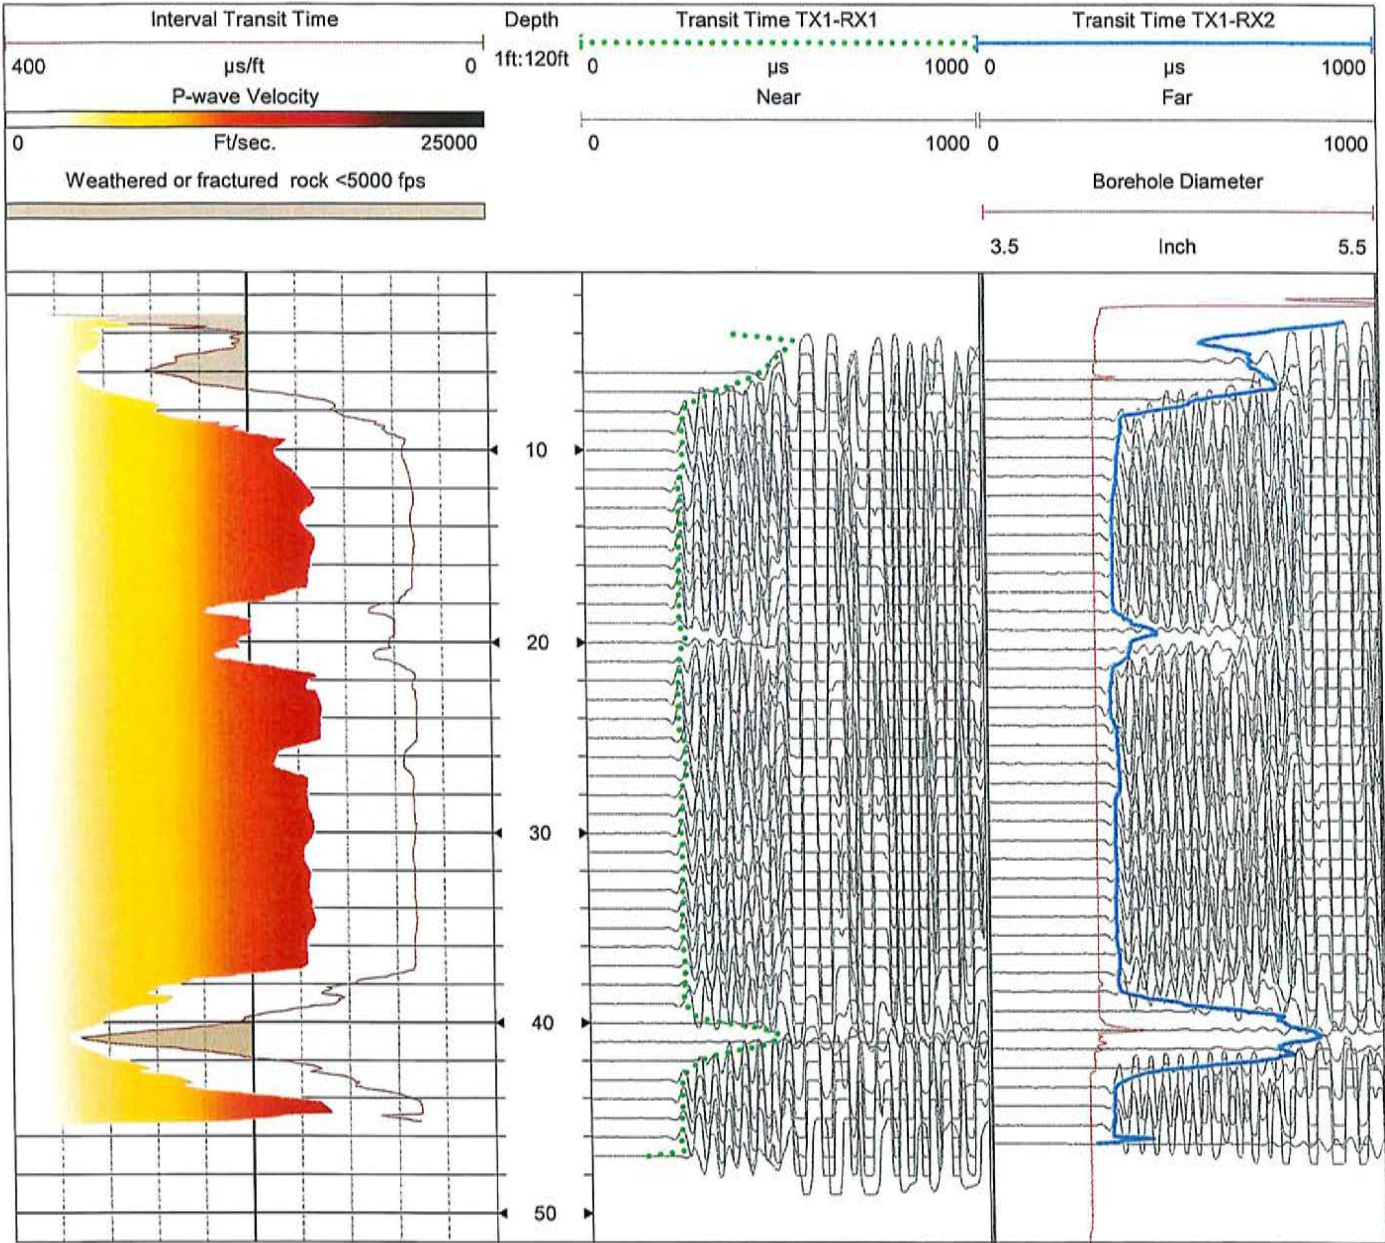 Interval Transit Time Depth Transit Time TX1-RX1 Transit Time TX1-RX2
400 µs/ft 0 1ft:120ft 0 µs 1000 0 µs 1000
P-wave Velocity Near Far
0 Ft/sec. 25000 0 1000 0 1000
Weathered or fractured rock <5000 fps Borehole Diameter
3.5 Inch 5.5
10
20
30
40
50